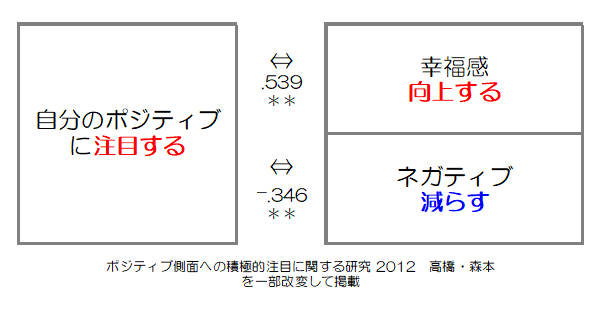 自分のポジティブ
に注目する
⇔
.539
**
幸福感
向上する
⇔
-.346
**
ネガティブ
減らす
ポジティブ側面への積極的注目に関する研究 2012 高橋・森本
を一部改変して掲載